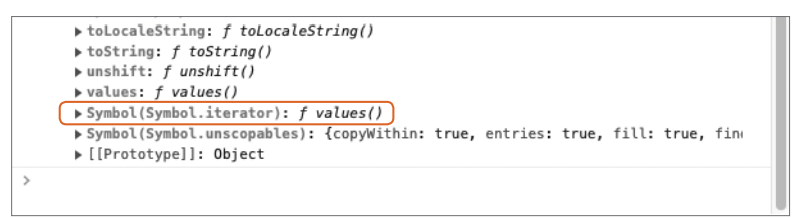 toLocaleString: ƒ toLocaleString()
toString: ƒ toString()
unshift: ƒ unshift()
values: ƒ values()
Symbol(Symbol.iterator): ƒ values()
Symbol(Symbol.unscopables): {copyWithin: true, entries: true, fill: true,
[[Prototype]]: Object
>